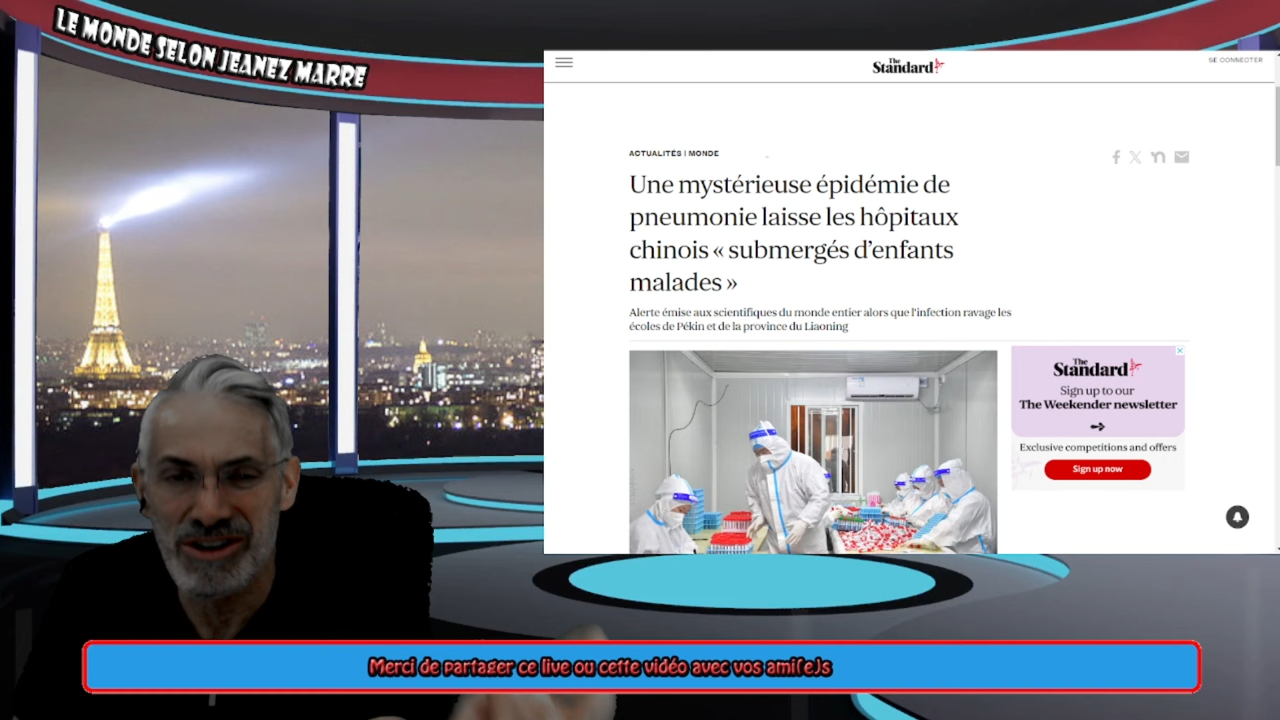 LE MONDE SELON JEANEZ MARRE
The
Standard
SE CONNECTER
ACTUALITÉS | MONDE
Une mystérieuse épidémie de
pneumonie laisse les hôpitaux
chinois « submergés d'enfants
malades »
Alerte émise aux scientifiques du monde entier alors que l'infection ravage les
écoles de Pékin et de la province du Liaoning
The
Standard
Sign up to our
The Weekender newsletter
Exclusive competitions and offers
Sign up now
Merci de partager ce live ou cette vidéo avec vos ami(e)s